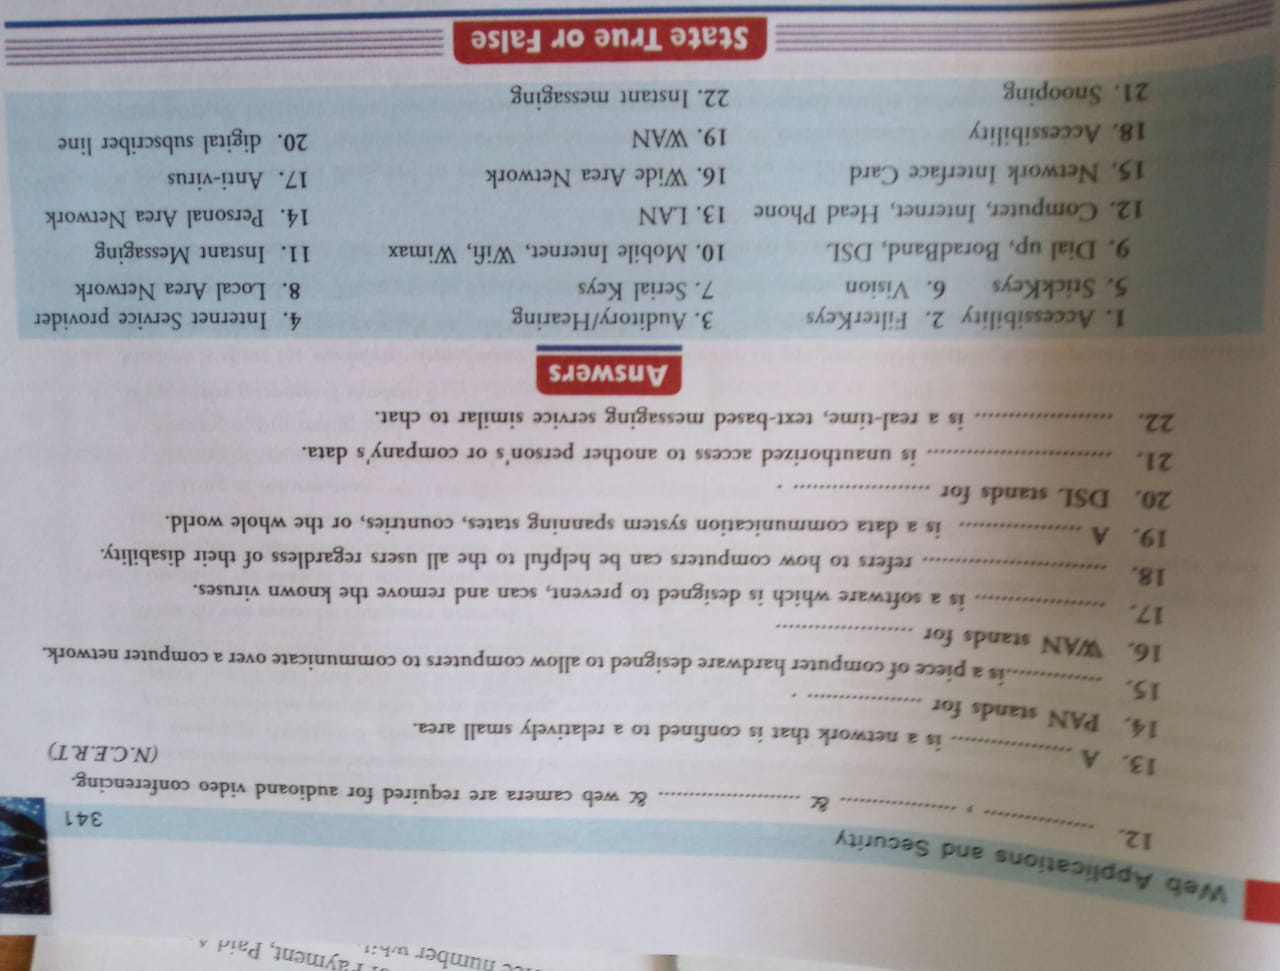 Payment, Paid
number
Web Applications and Security 341
12. .................... , .................... & ........................ & web camera are required for audioand video conferencing.
(N.C.E.R.T)
13. A .................... is a network that is confined to a relatively small area.
14. PAN stands for .................... .
15. ....................is a piece of computer hardware designed to allow computers to communicate over a computer network.
16. WAN stands for .......................
17. ...................... is a software which is designed to prevent, scan and remove the known viruses.
18. ................................ refers to how computers can be helpful to the all users regardless of their disability.
19. A .................... is a data communication system spanning states, countries, or the whole world.
20. DSL stands for ....................... .
21. ................................ is unauthorized access to another person's or company's data.
22. ........................ is a real-time, text-based messaging service similar to chat.
Answers
1. Accessibility 2. FilterKeys 3. Auditory/Hearing 4. Internet Service provider
5. StickKeys 6. Vision 7. Serial Keys 8. Local Area Network
9. Dial up, BoradBand, DSL 10. Mobile Internet, Wifi, Wimax 11. Instant Messaging
12. Computer, Internet, Head Phone 13. LAN 14. Personal Area Network
15. Network Interface Card 16. Wide Area Network 17. Anti-virus
18. Accessibility 19. WAN 20. digital subscriber line
21. Snooping 22. Instant messaging
State True or False